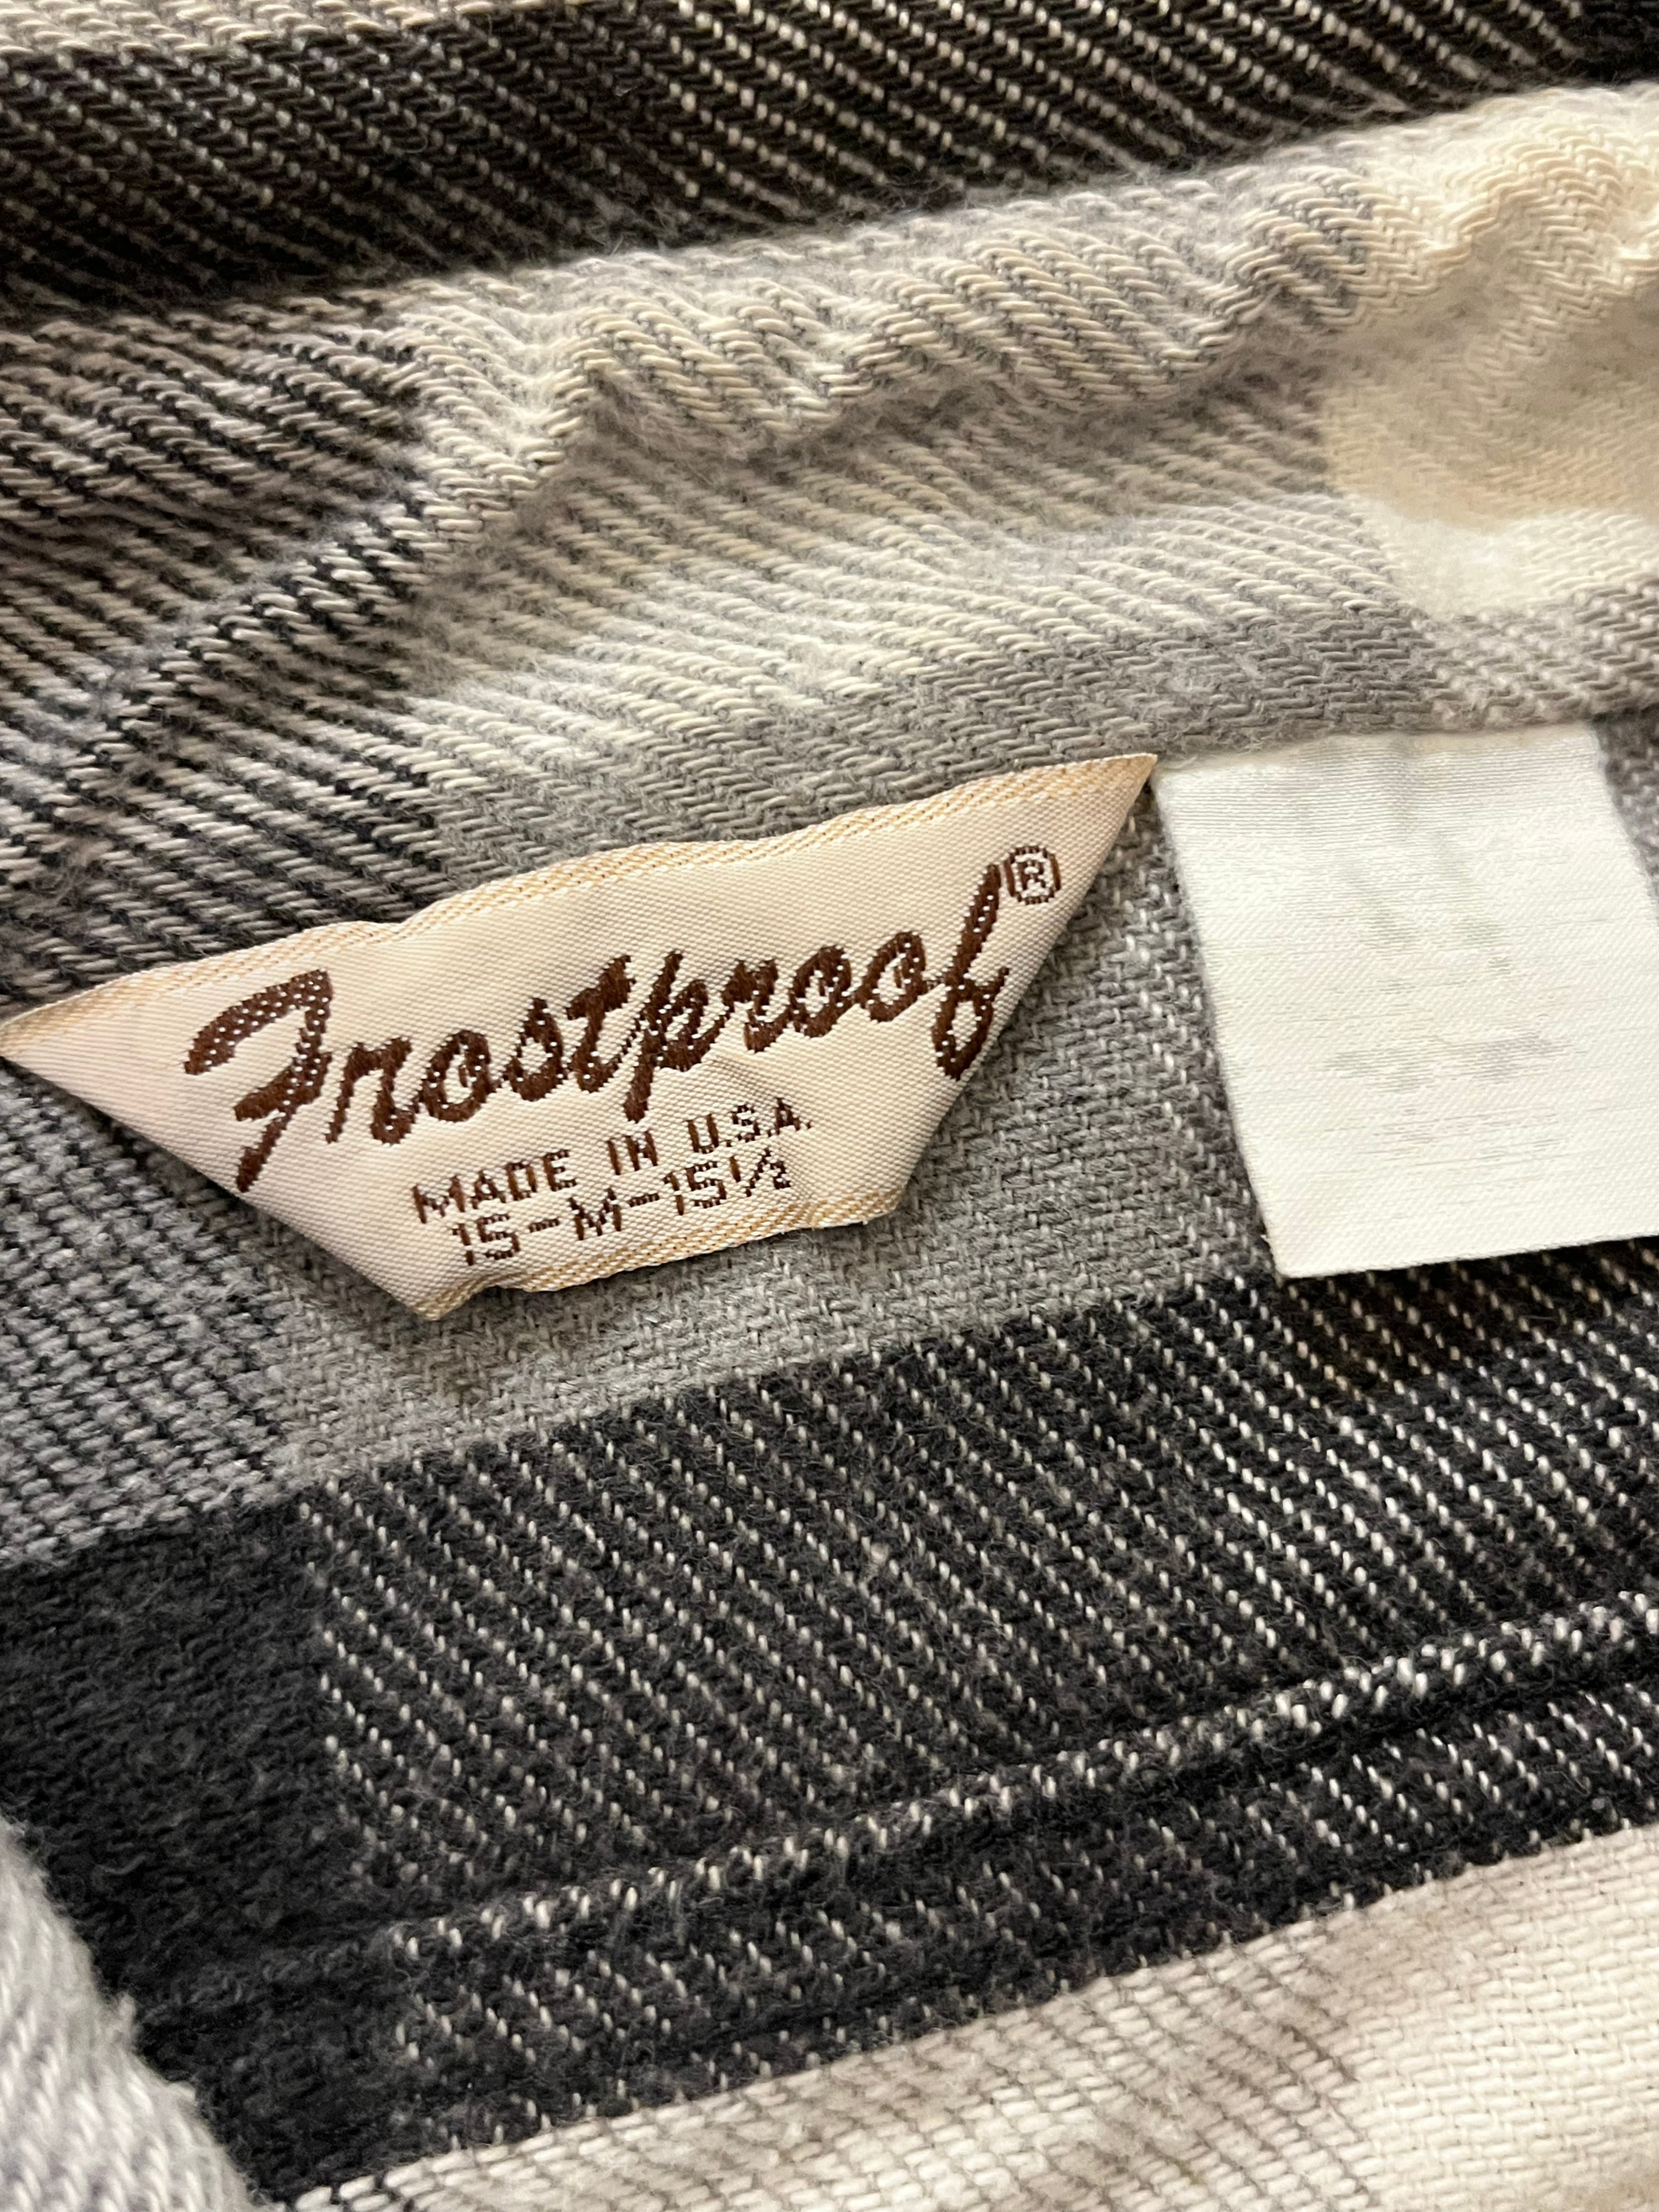 Frostproof®
MADE IN U.S.A.
15-M-15½